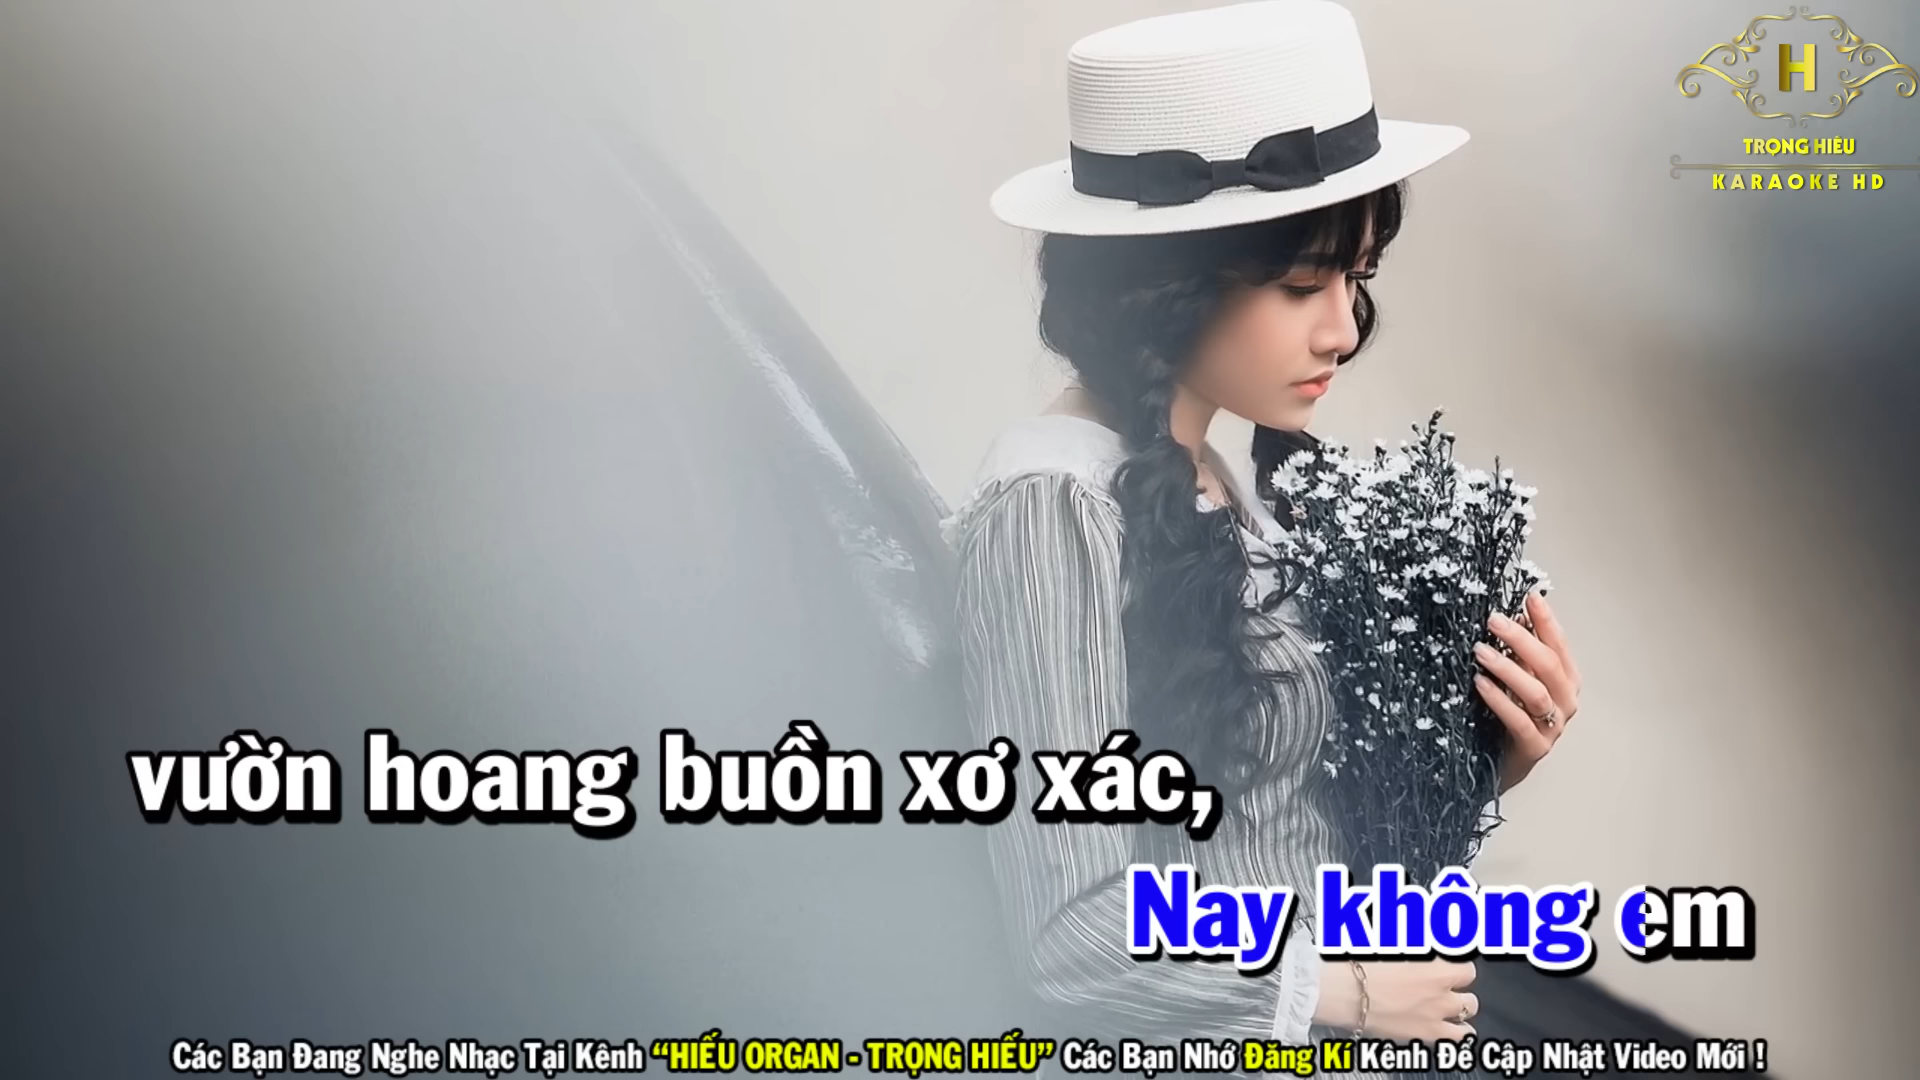 H
TRỌNG HIẾU
KARAOKE HD
vườn hoang buồn xơ xác,
Nay không em
Các Bạn Đang Nghe Nhạc Tại Kênh “HIẾU ORGAN - TRỌNG HIẾU” Các Bạn Nhớ Đăng Kí Kênh Để Cập Nhật Video Mới !